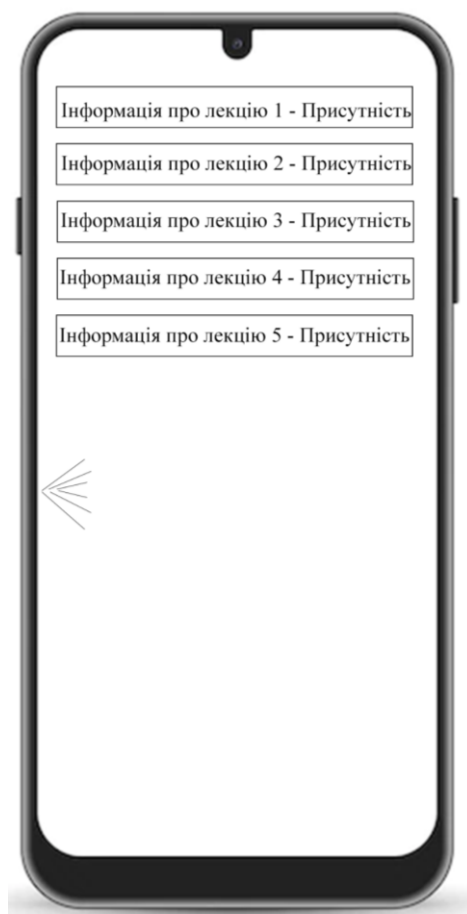 Інформація про лекцію 1 - Присутність
Інформація про лекцію 2 - Присутність
Інформація про лекцію 3 - Присутність
Інформація про лекцію 4 - Присутність
Інформація про лекцію 5 - Присутність